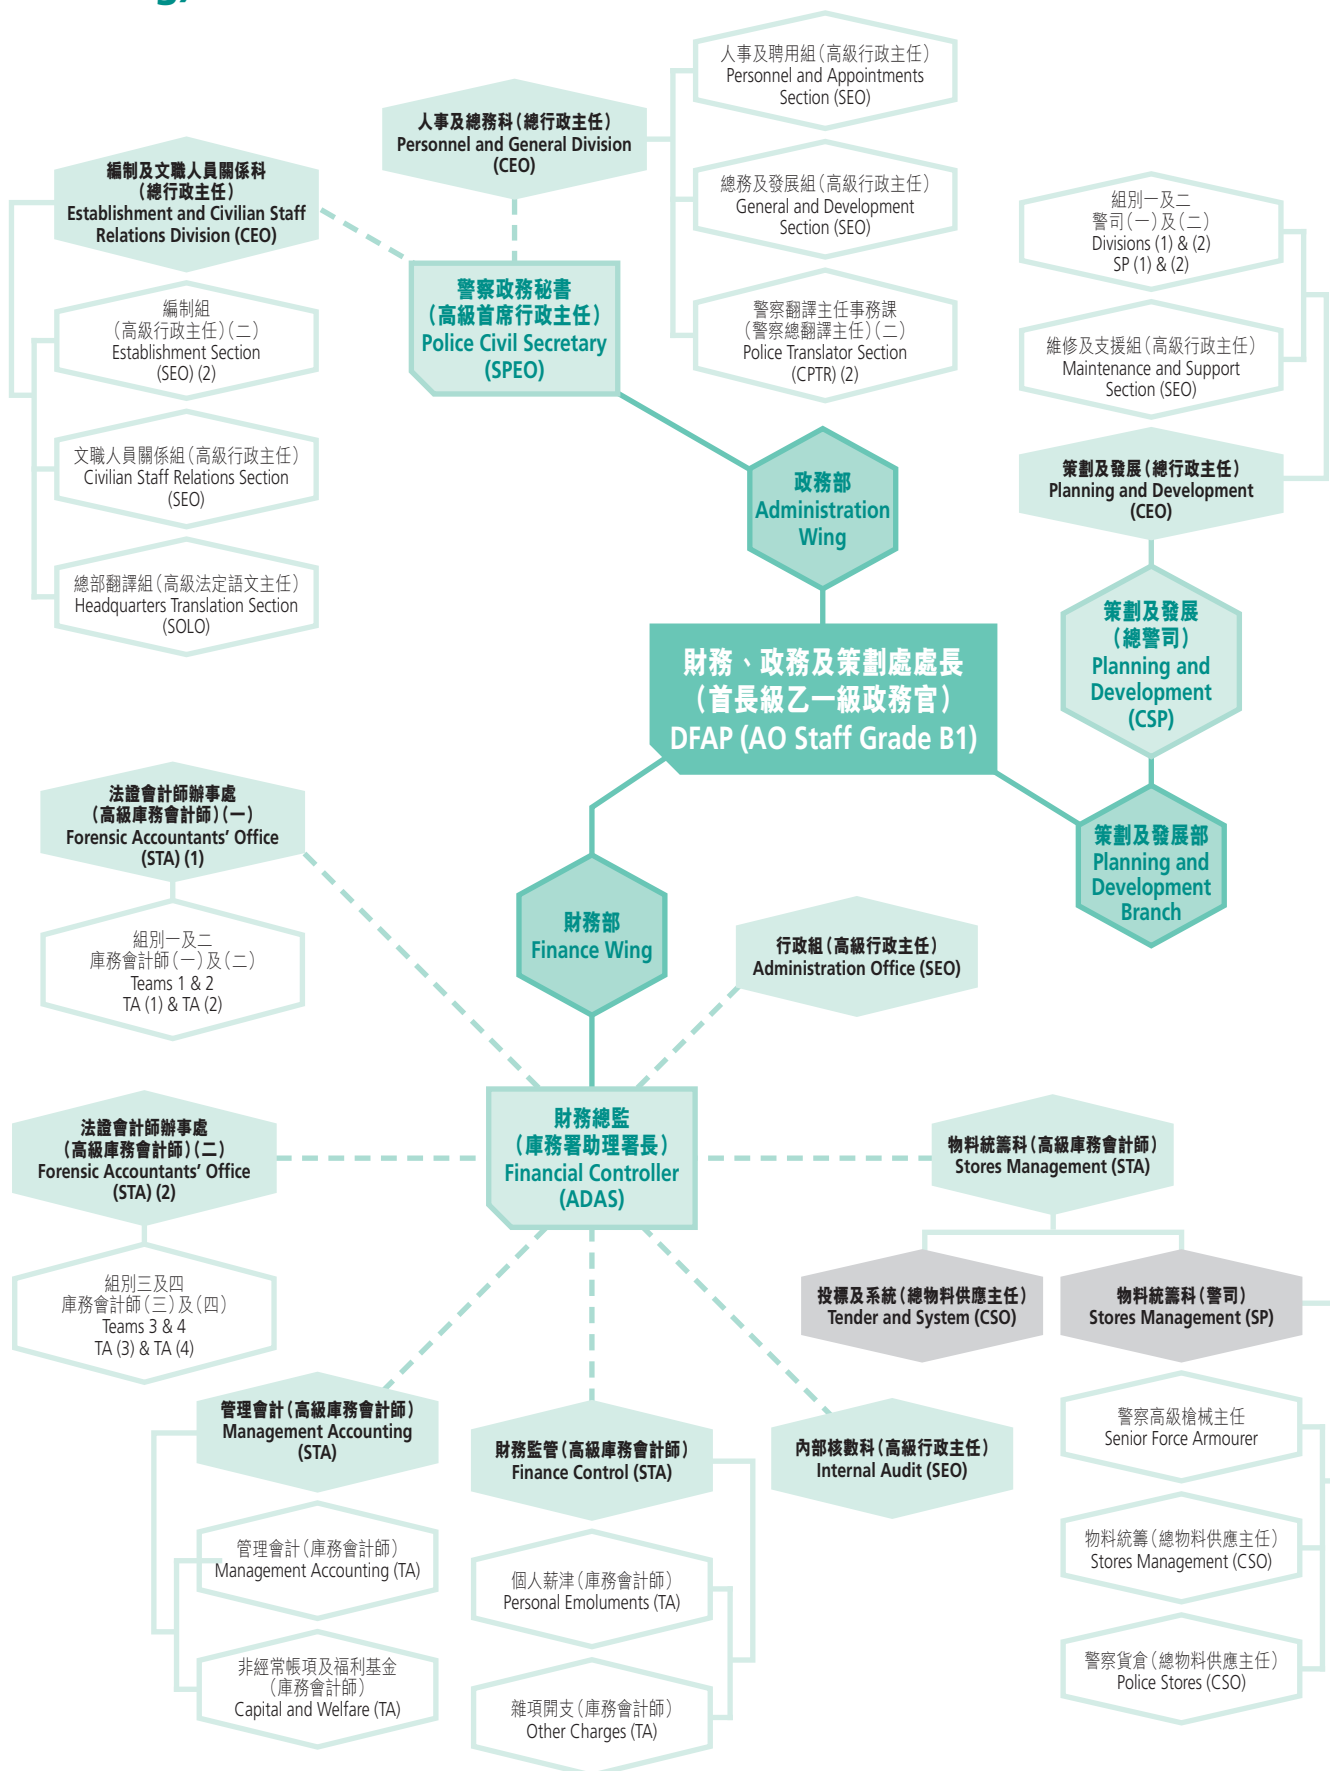 人事及聘用組（高級行政主任）
Personnel and Appointments
Section (SEO)
人事及總務科（總行政主任）
Personnel and General Division
(CEO)
編制及文職人員關係科
（總行政主任）
Establishment and Civilian Staff
Relations Division (CEO)
總務及發展組（高級行政主任）
General and Development
Section (SEO)
組別一及二
警司（一）及（二）
Divisions (1) & (2)
SP (1) & (2)
編制組
（高級行政主任）（二）
Establishment Section
(SEO) (2)
警察政務秘書
（高級首席行政主任）
Police Civil Secretary
(SPEO)
警察翻譯主任事務課
（警察總翻譯主任）（二）
Police Translator Section
(CPTR) (2)
維修及支援組（高級行政主任）
Maintenance and Support
Section (SEO)
文職人員關係組（高級行政主任）
Civilian Staff Relations Section
(SEO)
政務部
Administration
Wing
策劃及發展（總行政主任）
Planning and Development
(CEO)
總部翻譯組（高級法定語文主任）
Headquarters Translation Section
(SOLO)
策劃及發展
（總警司）
Planning and
Development
(CSP)
財務、政務及策劃處處長
（首長級乙一級政務官）
DFAP (AO Staff Grade B1)
法證會計師辦事處
（高級庫務會計師）（一）
Forensic Accountants’ Office
(STA) (1)
策劃及發展部
Planning and
Development
Branch
組別一及二
庫務會計師（一）及（二）
Teams 1 & 2
TA (1) & TA (2)
財務部
Finance Wing
行政組（高級行政主任）
Administration Office (SEO)
法證會計師辦事處
（高級庫務會計師）（二）
Forensic Accountants’ Office
(STA) (2)
財務總監
（庫務署助理署長）
Financial Controller
(ADAS)
物料統籌科（高級庫務會計師）
Stores Management (STA)
組別三及四
庫務會計師（三）及（四）
Teams 3 & 4
TA (3) & TA (4)
投標及系統（總物料供應主任）
Tender and System (CSO)
物料統籌科（警司）
Stores Management (SP)
管理會計（高級庫務會計師）
Management Accounting
(STA)
財務監管（高級庫務會計師）
Finance Control (STA)
內部核數科（高級行政主任）
Internal Audit (SEO)
警察高級槍械主任
Senior Force Armourer
管理會計（庫務會計師）
Management Accounting (TA)
個人薪津（庫務會計師）
Personal Emoluments (TA)
物料統籌（總物料供應主任）
Stores Management (CSO)
非經常帳項及福利基金
（庫務會計師）
Capital and Welfare (TA)
雜項開支（庫務會計師）
Other Charges (TA)
警察貨倉（總物料供應主任）
Police Stores (CSO)